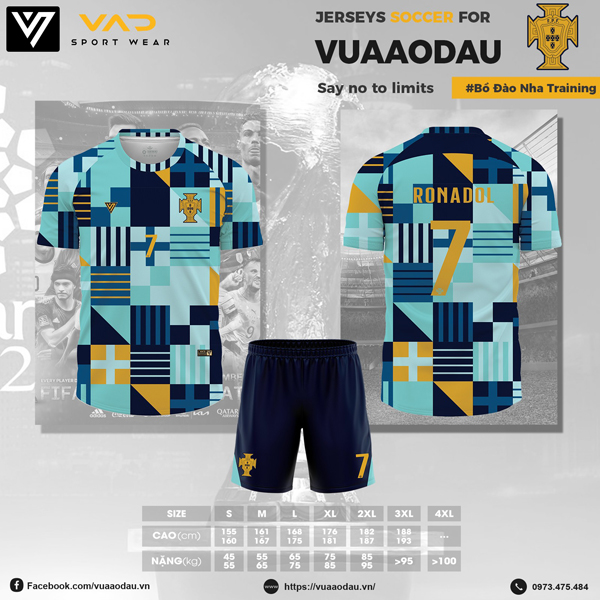 VAD
SPORT WEAR
JERSEYS SOCCER FOR
VUAAODAU
Say no to limits
#Bồ Đào Nha Training
7
RONADOL
7
7
SIZE S M L XL 2XL 3XL 4XL
CAO(cm) 155 160 161 167 168 175 176 181 182 187 188 193 ...
NẶNG(kg) 45 55 55 65 65 75 75 85 85 95 >95 >100
Facebook.com/vuaaodau.vn
https://vuaaodau.vn/
0973.475.484